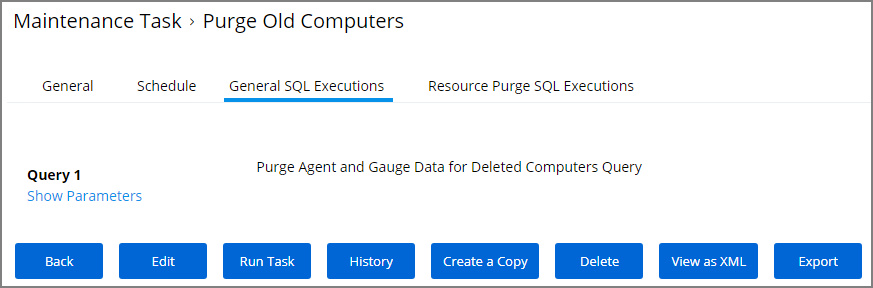 Maintenance Task › Purge Old Computers
General Schedule General SQL Executions Resource Purge SQL Executions
Query 1 Purge Agent and Gauge Data for Deleted Computers Query
Show Parameters
Back Edit Run Task History Create a Copy Delete View as XML Export